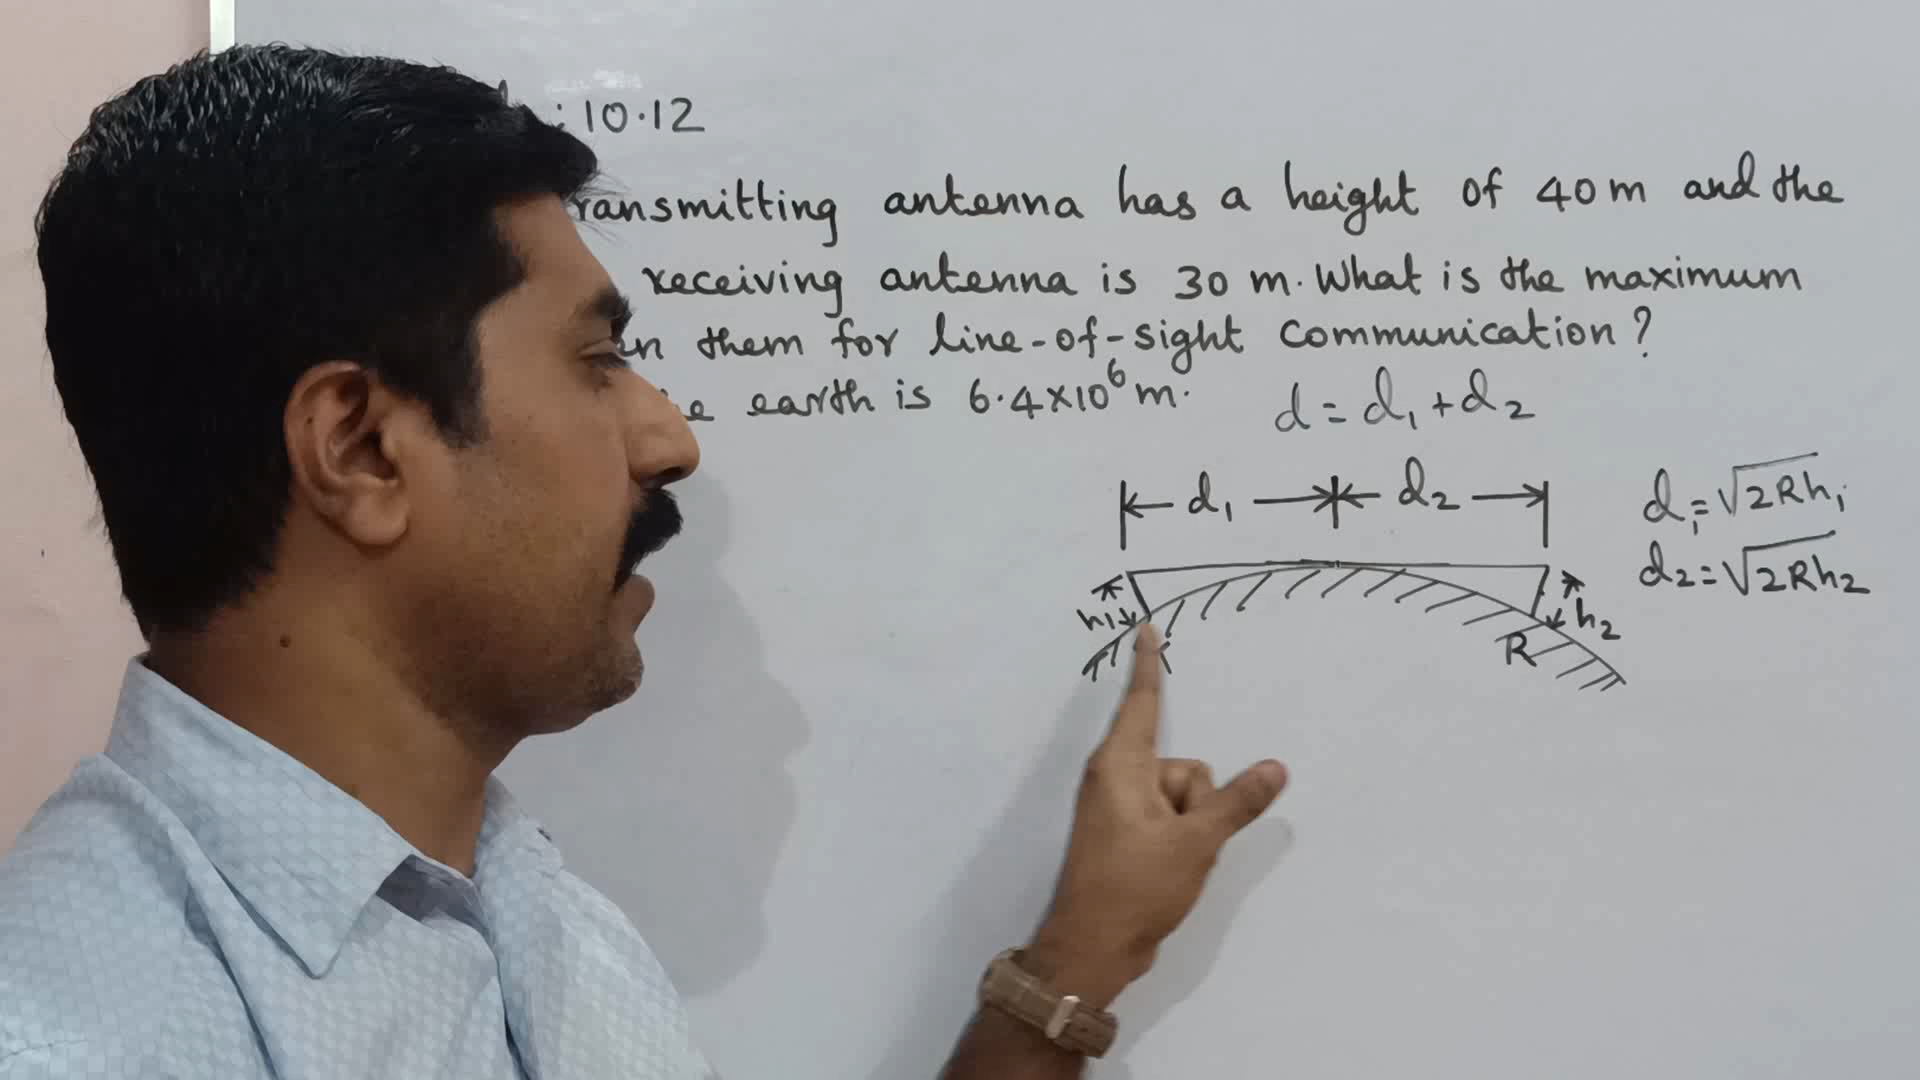 : 10.12
ransmitting antenna has a height of 40 m and the
receiving antenna is 30 m. What is the maximum
en them for line-of-sight communication?
e earth is 6.4×10⁶ m.
d = d₁ + d₂
d₁ d₂
d₁ = √2Rh₁
d₂ = √2Rh₂
h₁ h₂
R